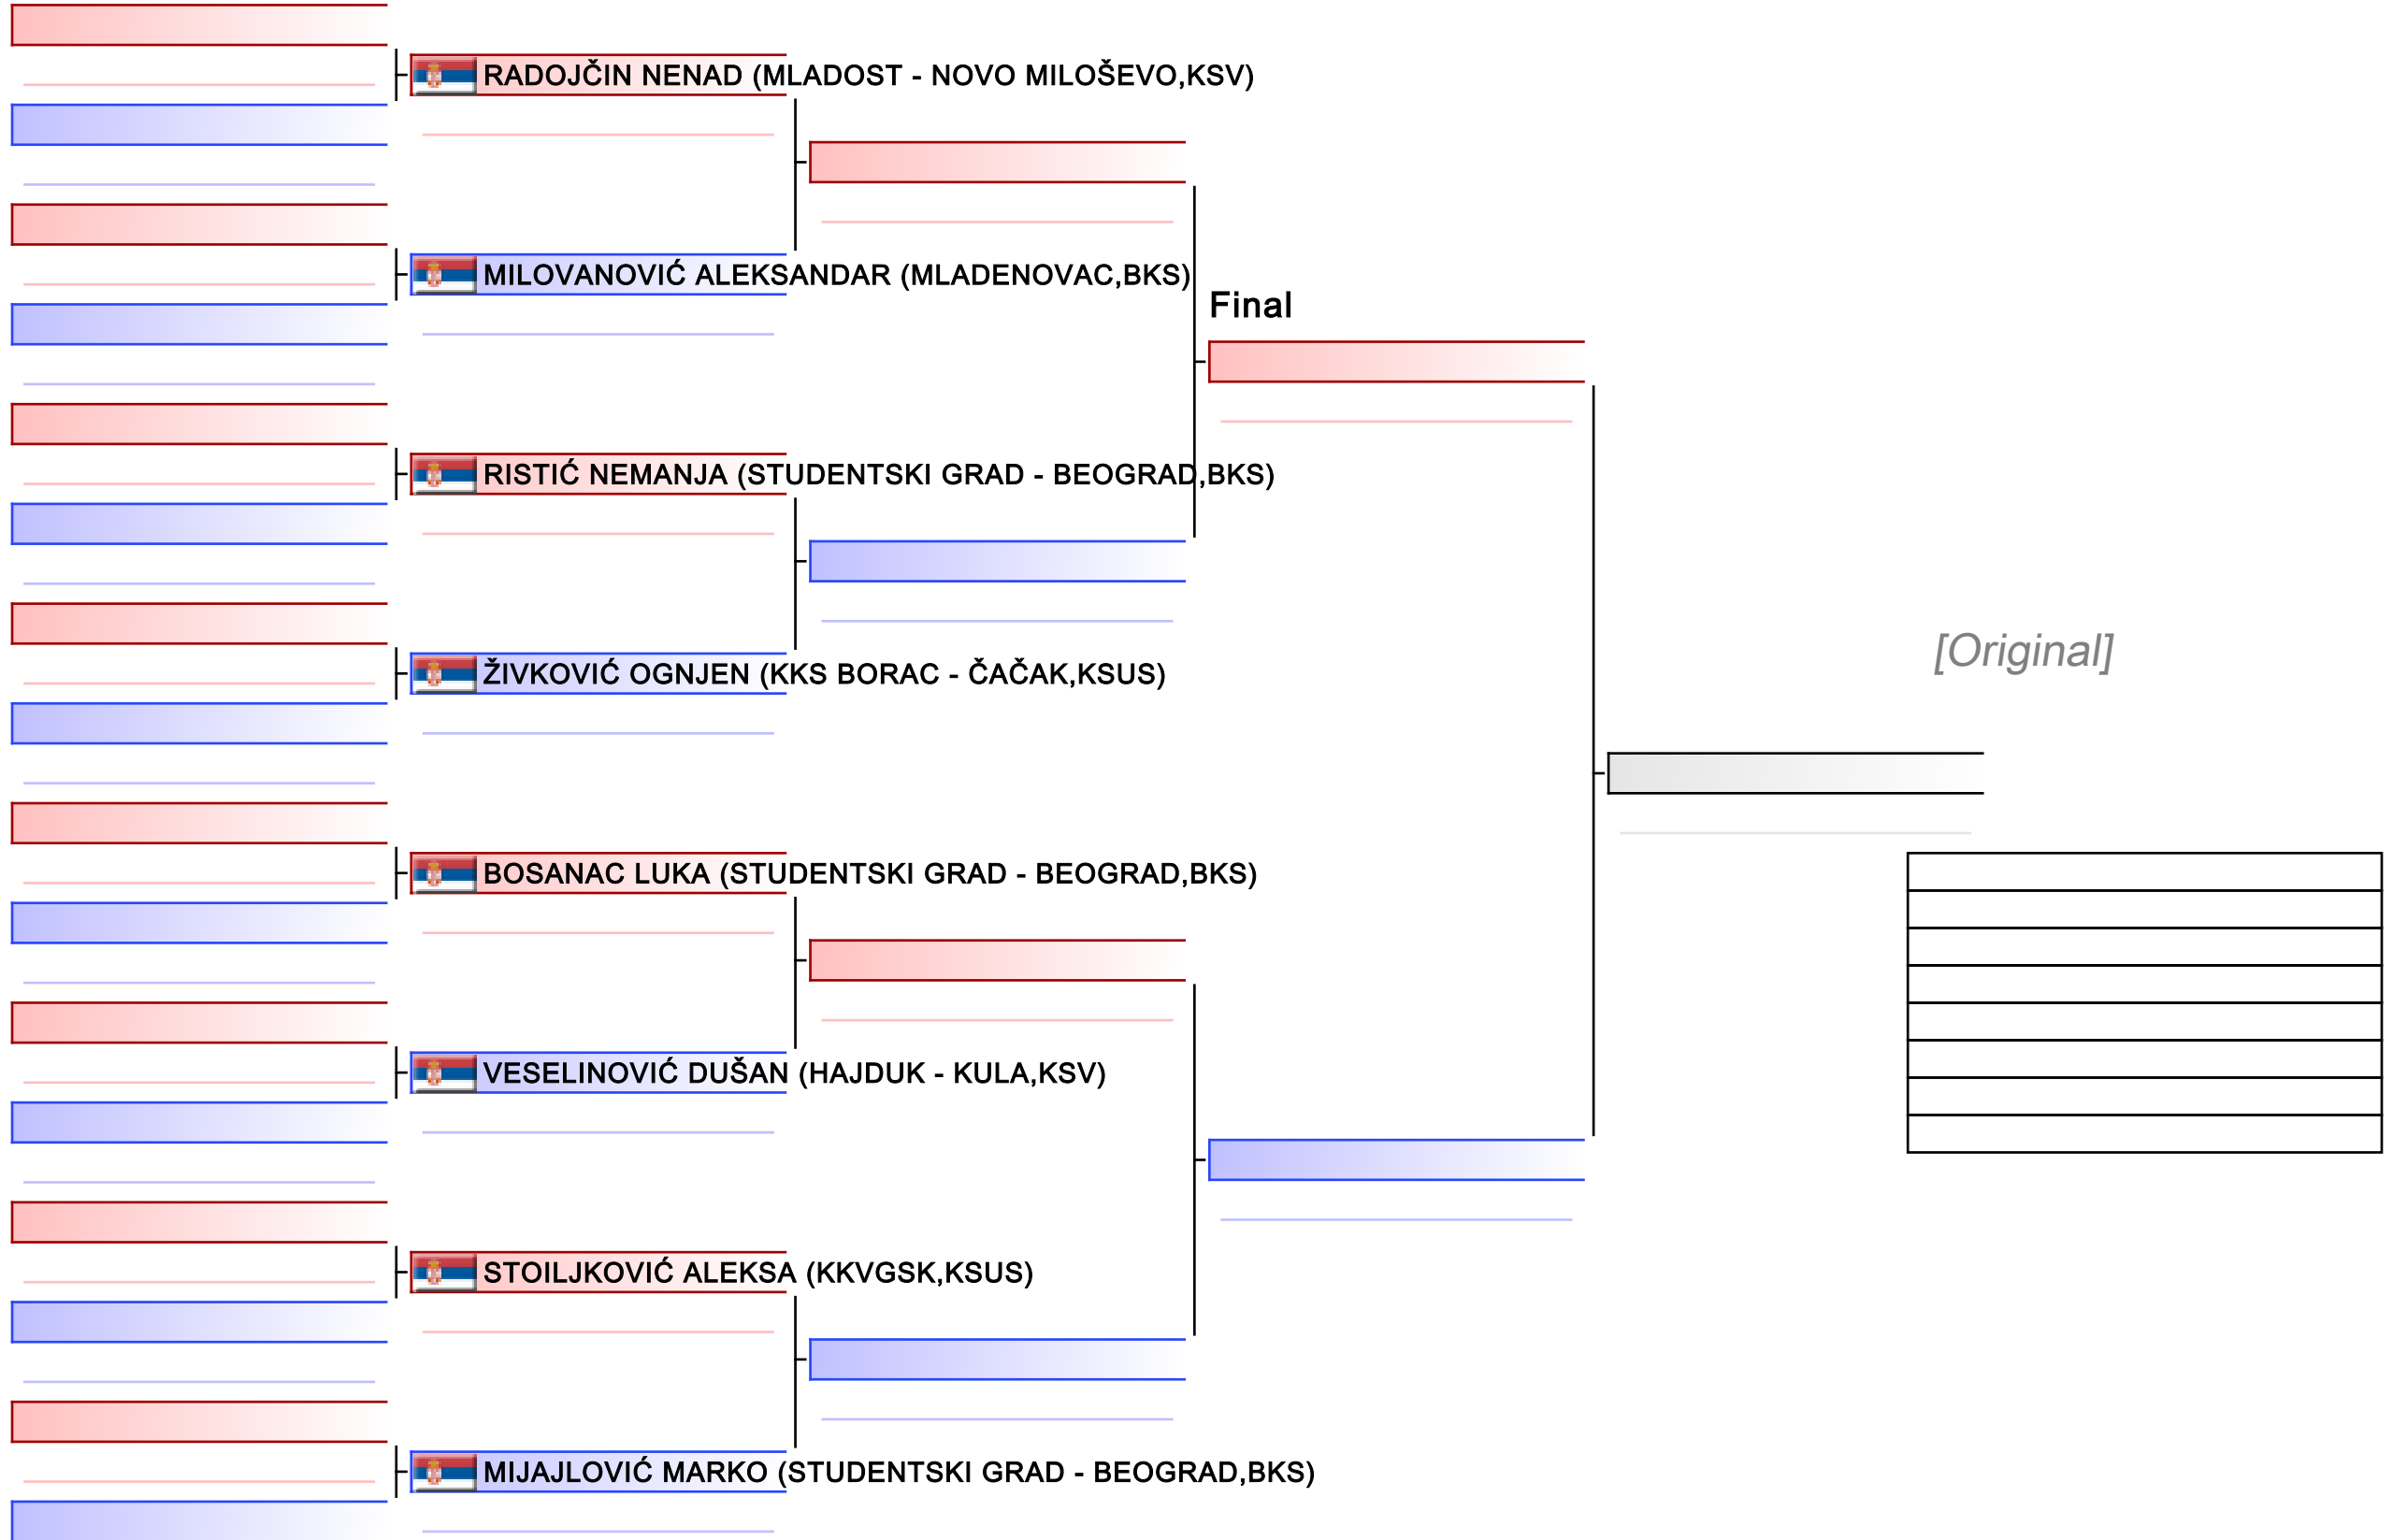 RADOJČIN NENAD (MLADOST - NOVO MILOŠEVO,KSV)
MILOVANOVIĆ ALEKSANDAR (MLADENOVAC,BKS)
Final
RISTIĆ NEMANJA (STUDENTSKI GRAD - BEOGRAD,BKS)
[Original]
ŽIVKOVIĆ OGNJEN (KKS BORAC - ČAČAK,KSUS)
BOSANAC LUKA (STUDENTSKI GRAD - BEOGRAD,BKS)
VESELINOVIĆ DUŠAN (HAJDUK - KULA,KSV)
STOILJKOVIĆ ALEKSA (KKVGSK,KSUS)
MIJAJLOVIĆ MARKO (STUDENTSKI GRAD - BEOGRAD,BKS)